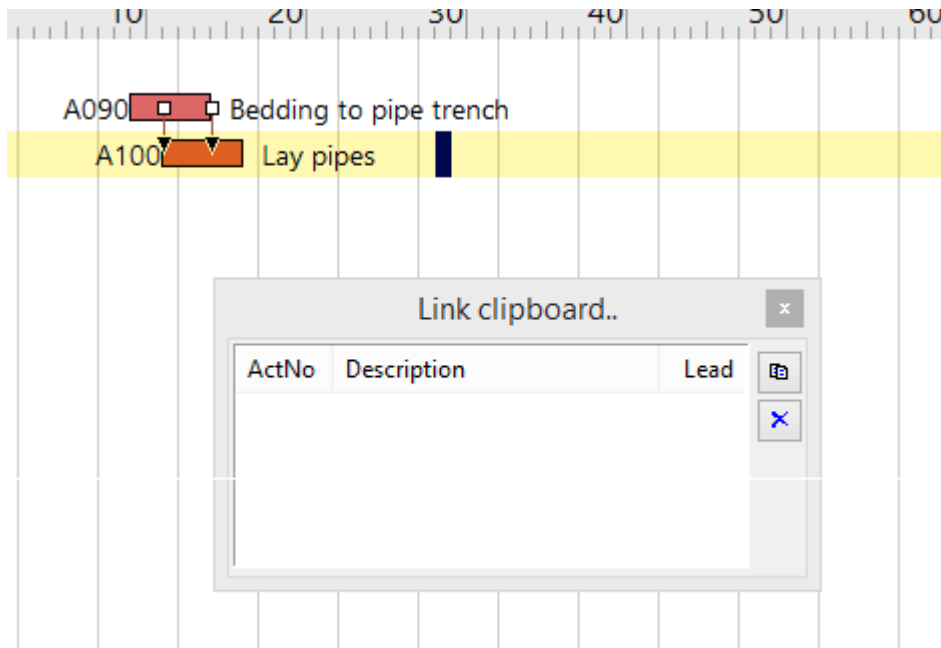 10 20 30 40 50 60
A090 Bedding to pipe trench
A100 Lay pipes
Link clipboard..
x
ActNo Description Lead